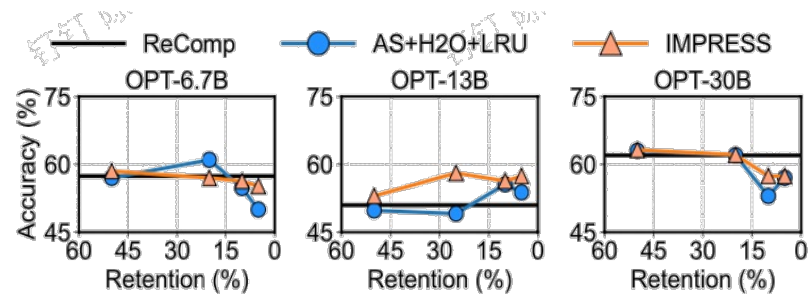 ReComp AS+H2O+LRU IMPRESS
OPT-6.7B OPT-13B OPT-30B
Accuracy (%)
75 75 75
60 60 60
45 45 45
60 45 30 15 0 60 45 30 15 0 60 45 30 15 0
Retention (%) Retention (%) Retention (%)